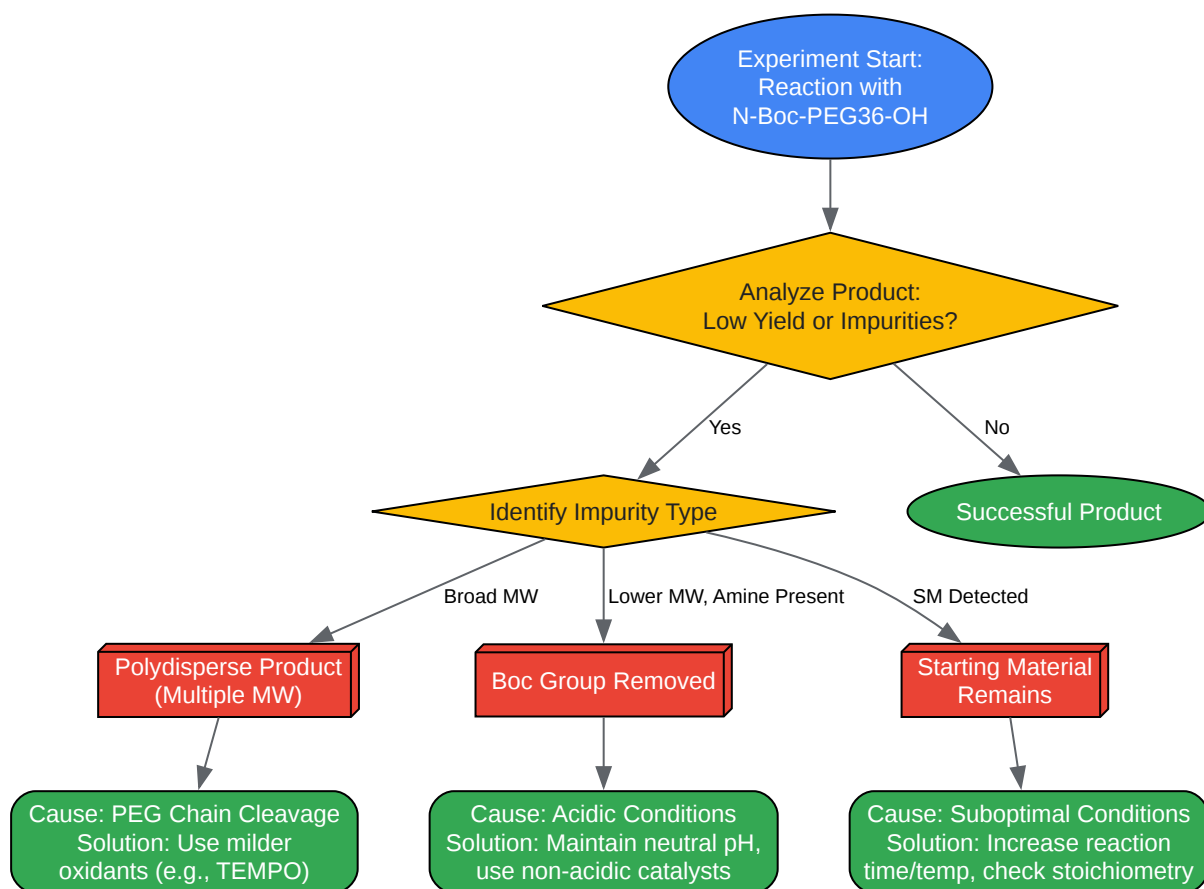 Experiment Start:
Reaction with
N-Boc-PEG36-OH
Analyze Product:
Low Yield or Impurities?
Yes
No
Identify Impurity Type
Successful Product
Broad MW
Lower MW, Amine Present
SM Detected
Polydisperse Product
(Multiple MW)
Boc Group Removed
Starting Material
Remains
Cause: PEG Chain Cleavage
Solution: Use milder
oxidants (e.g., TEMPO)
Cause: Acidic Conditions
Solution: Maintain neutral pH,
use non-acidic catalysts
Cause: Suboptimal Conditions
Solution: Increase reaction
time/temp, check stoichiometry